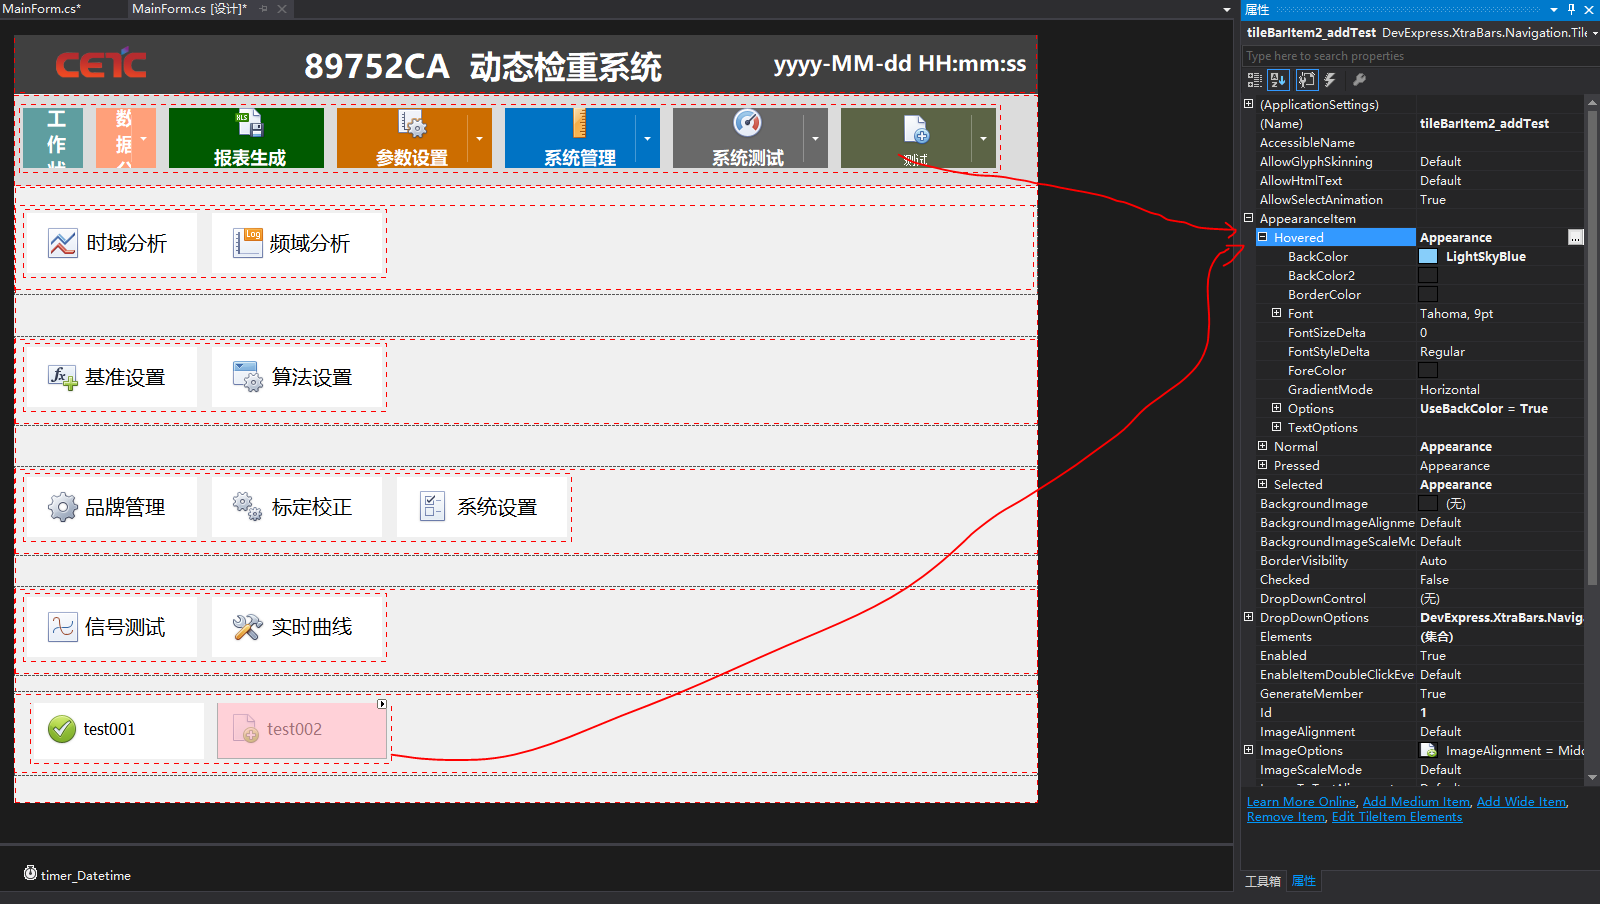 MainForm.cs*
MainForm.cs [设计]*
CETC
89752CA 动态检重系统
yyyy-MM-dd HH:mm:ss
工
作
数
报表生成
参数设置
系统管理
系统测试
测试
XLS
时域分析
Log
频域分析
fx
基准设置
算法设置
品牌管理
标定校正
系统设置
信号测试
实时曲线
test001
test002
timer_Datetime
属性
tileBarItem2_addTest DevExpress.XtraBars.Navigation.Tile
Type here to search properties
(ApplicationSettings)
(Name) tileBarItem2_addTest
AccessibleName
AllowGlyphSkinning Default
AllowHtmlText Default
AllowSelectAnimation True
AppearanceItem
Hovered Appearance ...
BackColor LightSkyBlue
BackColor2
BorderColor
Font Tahoma, 9pt
FontSizeDelta 0
FontStyleDelta Regular
ForeColor
GradientMode Horizontal
Options UseBackColor = True
TextOptions
Normal Appearance
Pressed Appearance
Selected Appearance
BackgroundImage (无)
BackgroundImageAlignme Default
BackgroundImageScaleMo Default
BorderVisibility Auto
Checked False
DropDownControl (无)
DropDownOptions DevExpress.XtraBars.Navig
Elements (集合)
Enabled True
EnableItemDoubleClickEve Default
GenerateMember True
Id 1
ImageAlignment Default
ImageOptions ImageAlignment = Midd
ImageScaleMode Default
Learn More Online, Add Medium Item, Add Wide Item,
Remove Item, Edit TileItem Elements
工具箱 属性